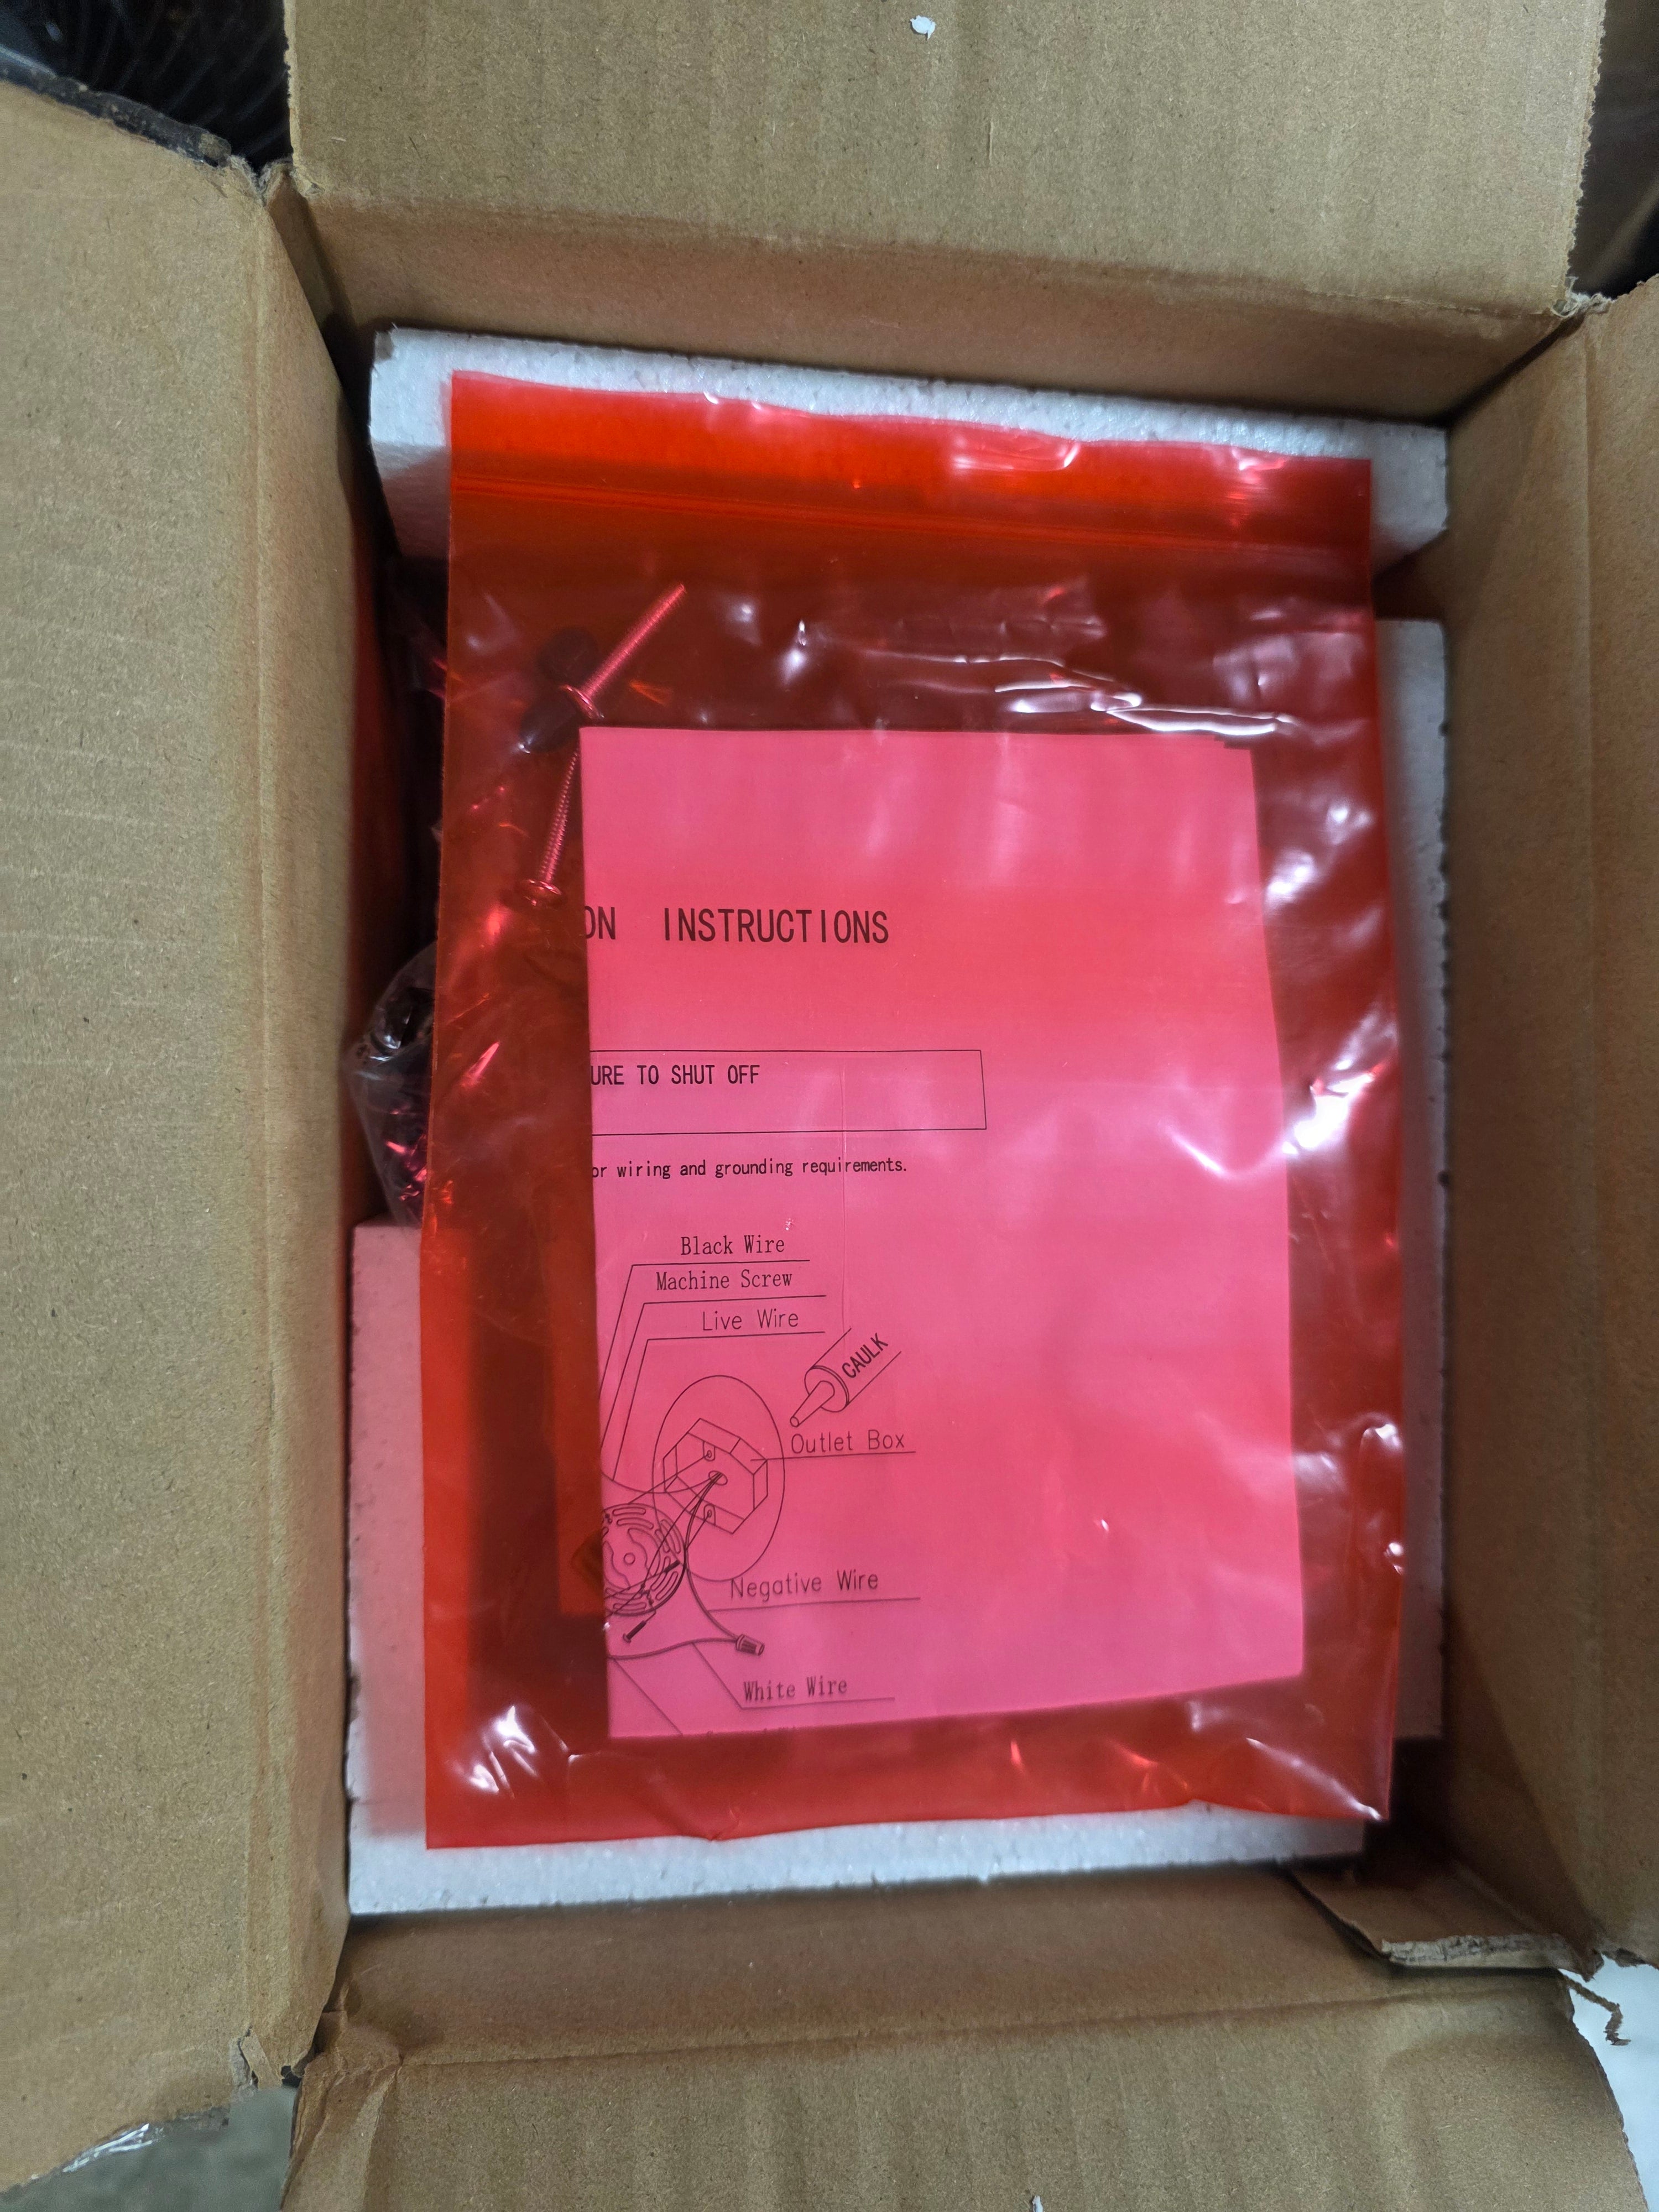 ON INSTRUCTIONS
URE TO SHUT OFF
or wiring and grounding requirements.
Black Wire
Machine Screw
Live Wire
CAULK
Outlet Box
Negative Wire
White Wire